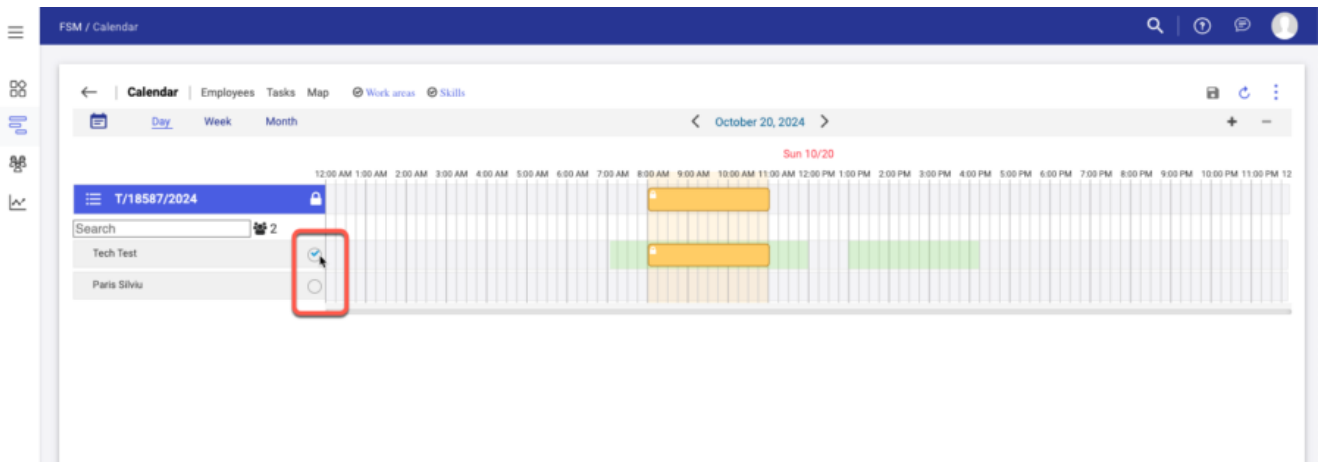 FSM / Calendar
Calendar Employees Tasks Map Work areas Skills
Day Week Month October 20, 2024
Sun 10/20
12:00 AM 1:00 AM 2:00 AM 3:00 AM 4:00 AM 5:00 AM 6:00 AM 7:00 AM 8:00 AM 9:00 AM 10:00 AM 11:00 AM 12:00 PM 1:00 PM 2:00 PM 3:00 PM 4:00 PM 5:00 PM 6:00 PM 7:00 PM 8:00 PM 9:00 PM 10:00 PM 11:00 PM 12
T/18587/2024
Search 2
Tech Test
Paris Silviu